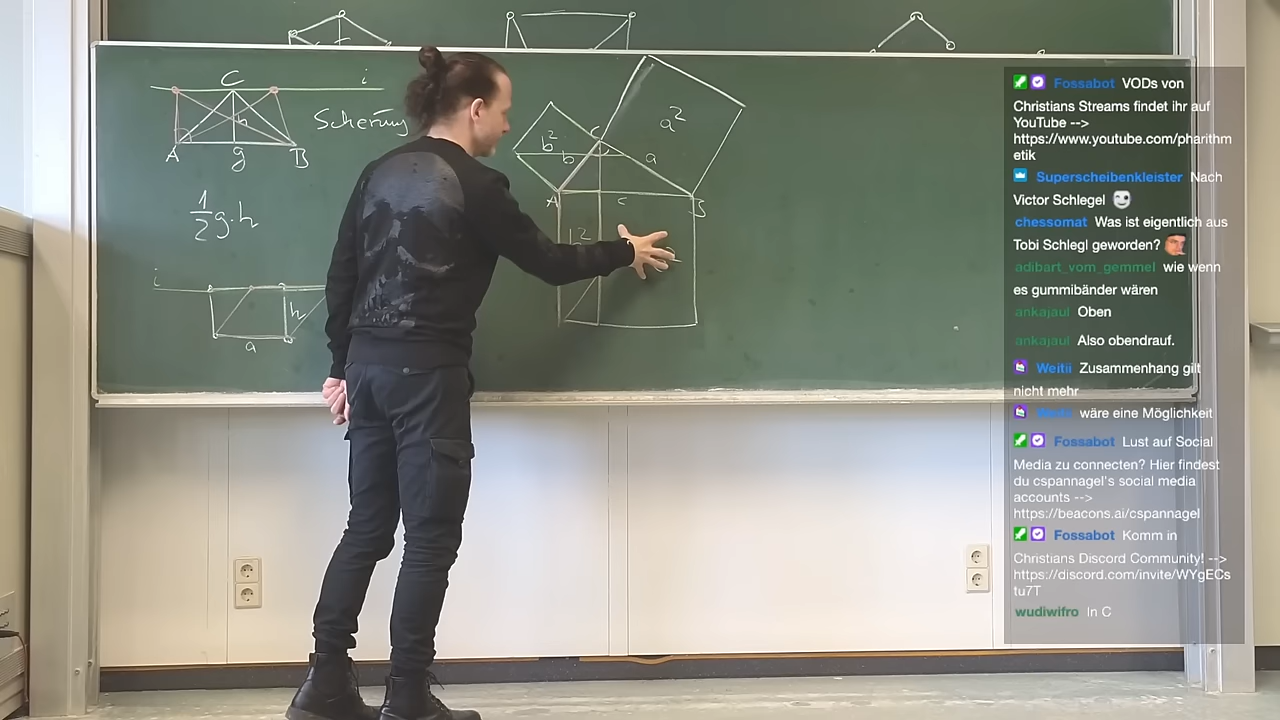 C
i
h
Scherung
A
g
B
1/2 g·h
i
h
a
b²
b
C
a
a²
A
c
B
b²
Fossabot VODs von
Christians Streams findet ihr auf
YouTube -->
https://www.youtube.com/pharithm
etik
Superscheibenkleister Nach
Victor Schlegel
chessomat Was ist eigentlich aus
Tobi Schlegl geworden?
adibart_vom_gemmel wie wenn
es gummibänder wären
ankajaul Oben
ankajaul Also obendrauf.
Weitii Zusammenhang gilt
nicht mehr
Weitii wäre eine Möglichkeit
Fossabot Lust auf Social
Media zu connecten? Hier findest
du cspannagel's social media
accounts -->
https://beacons.ai/cspannagel
Fossabot Komm in
Christians Discord Community! -->
https://discord.com/invite/WYgECs
tu7T
wudiwifro In C